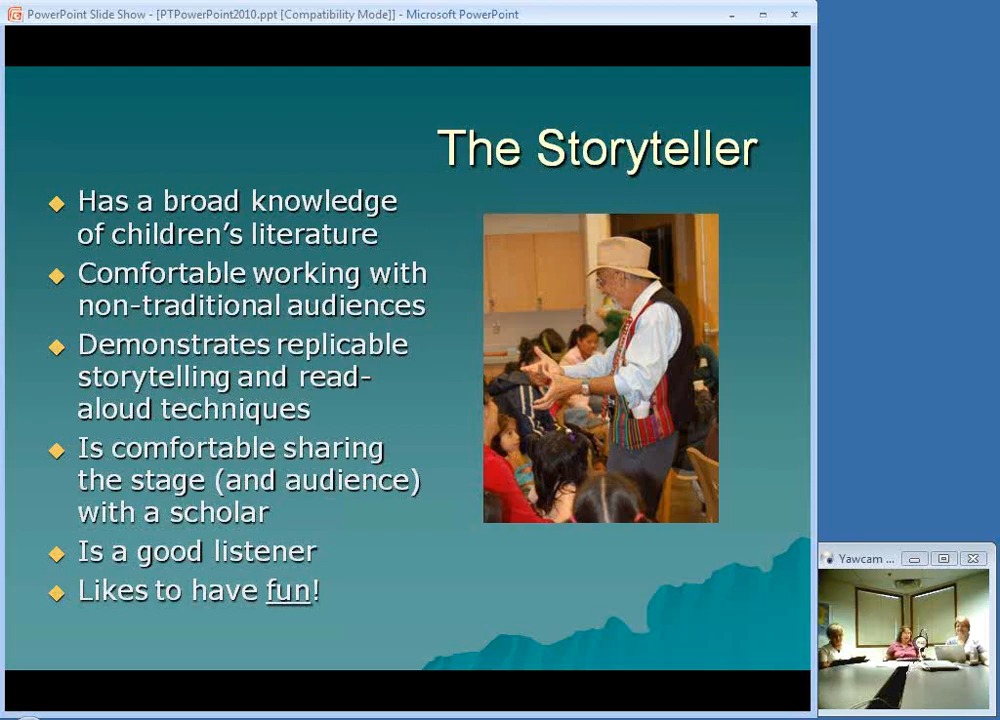 PowerPoint Slide Show - [PTPowerPoint2010.ppt [Compatibility Mode]] - Microsoft PowerPoint
The Storyteller
Has a broad knowledge
of children’s literature
Comfortable working with
non-traditional audiences
Demonstrates replicable
storytelling and read-
aloud techniques
Is comfortable sharing
the stage (and audience)
with a scholar
Is a good listener
Likes to have fun!
Yawcam ...